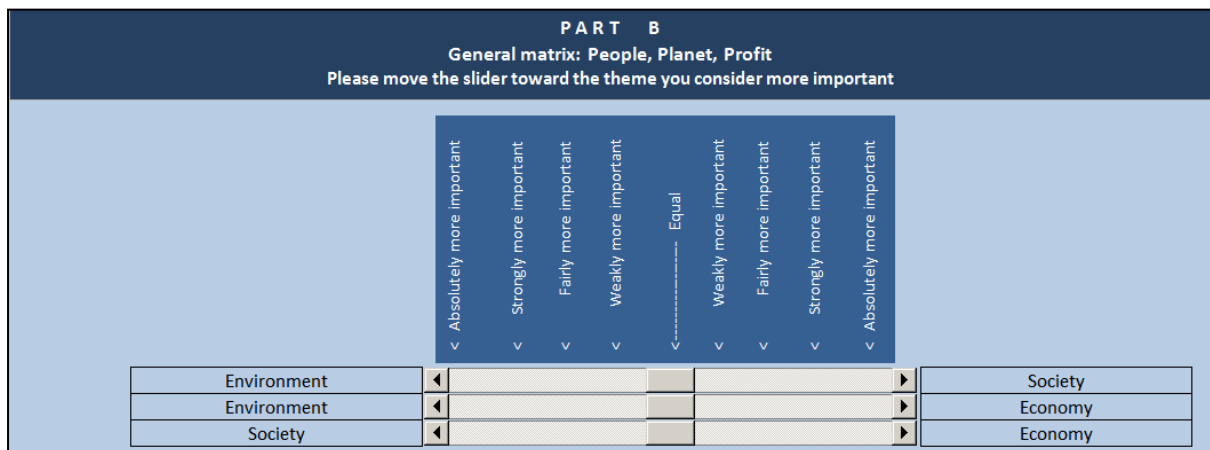 PART B
General matrix: People, Planet, Profit
Please move the slider toward the theme you consider more important
< Absolutely more important
< Strongly more important
< Fairly more important
< Weakly more important
<------------------ Equal
< Weakly more important
< Fairly more important
< Strongly more important
< Absolutely more important
Environment Society
Environment Economy
Society Economy